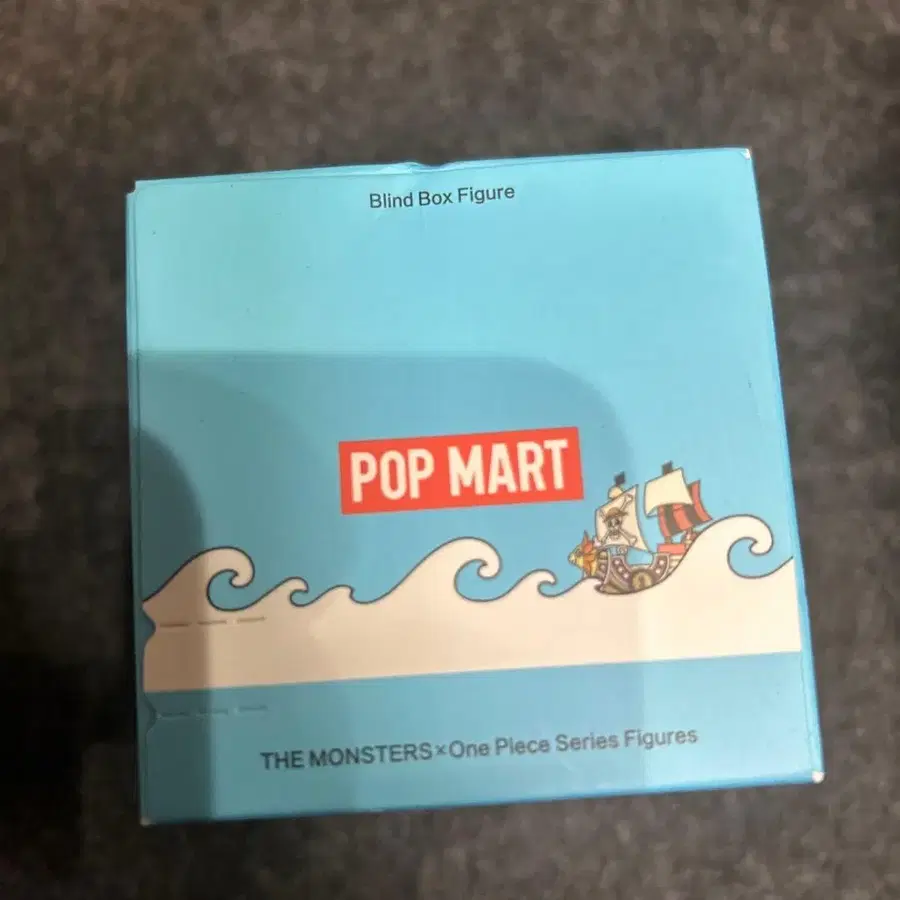 Blind Box Figure
POP MART
THE MONSTERS×One Piece Series Figures